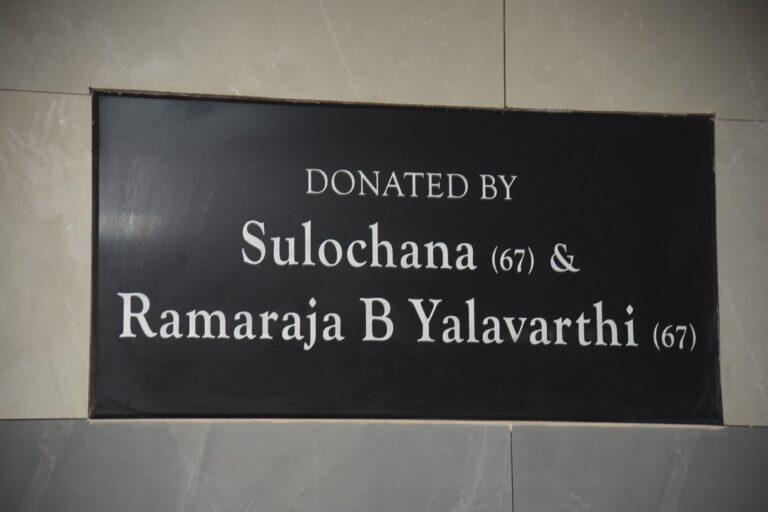 DONATED BY
Sulochana (67) &
Ramaraja B Yalavarthi (67)